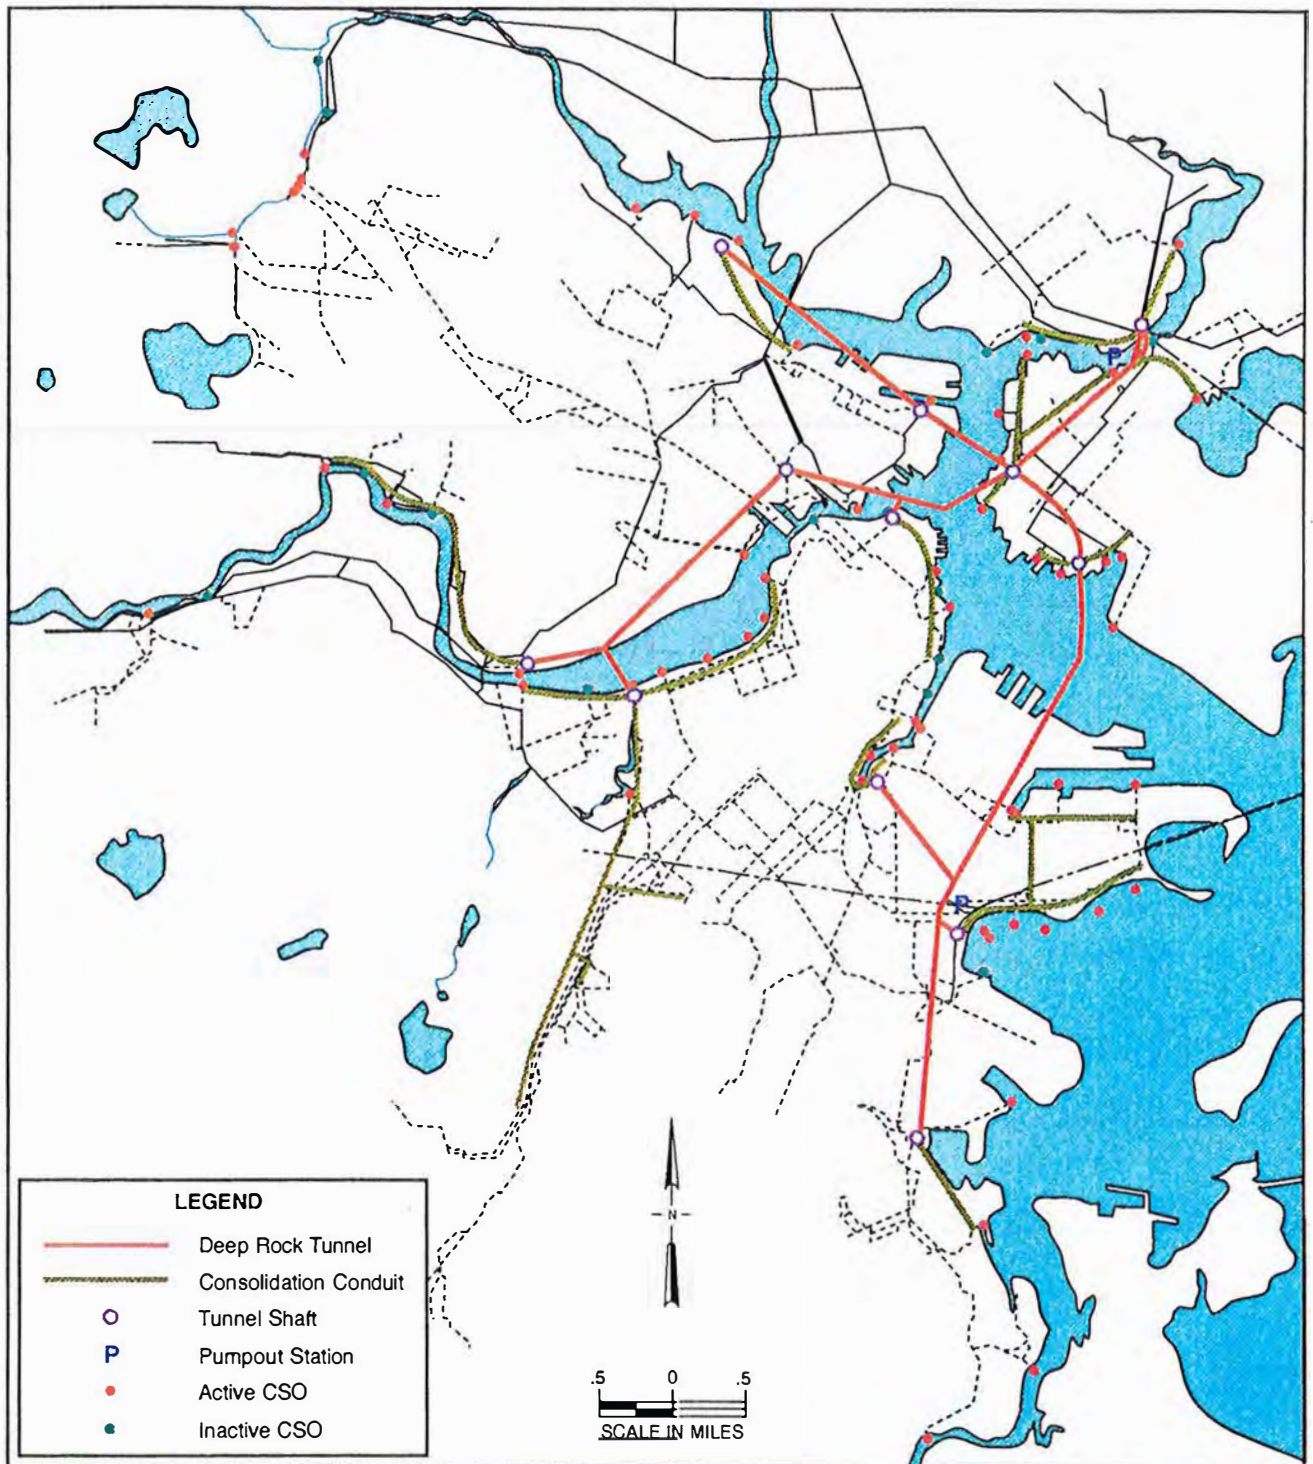 P
P
LEGEND
Deep Rock Tunnel
Consolidation Conduit
Tunnel Shaft
P Pumpout Station
Active CSO
Inactive CSO
N
.5 0 .5
SCALE IN MILES